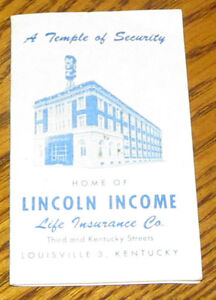 A Temple of Security
HOME OF
LINCOLN INCOME
Life Insurance Co.
Third and Kentucky Streets
LOUISVILLE 3, KENTUCKY